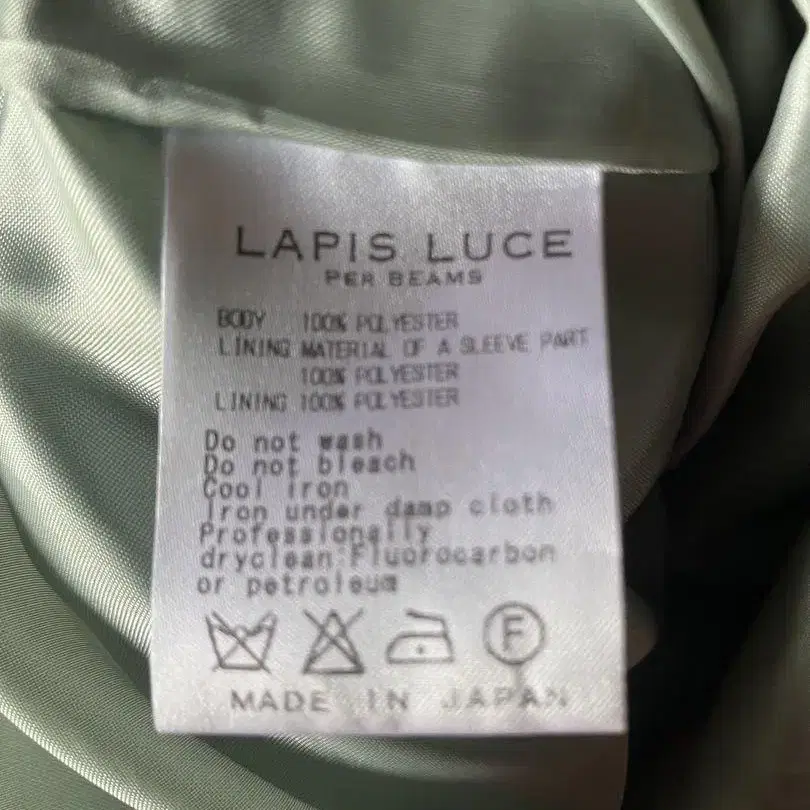 LAPIS LUCE
PER BEAMS
BODY 100% POLYESTER
LINING MATERIAL OF A SLEEVE PART
100% POLYESTER
LINING 100% POLYESTER
Do not wash
Do not bleach
Cool iron
Iron under damp cloth
Professionally
dryclean:Fluorocarbon
or petroleum
F
MADE IN JAPAN